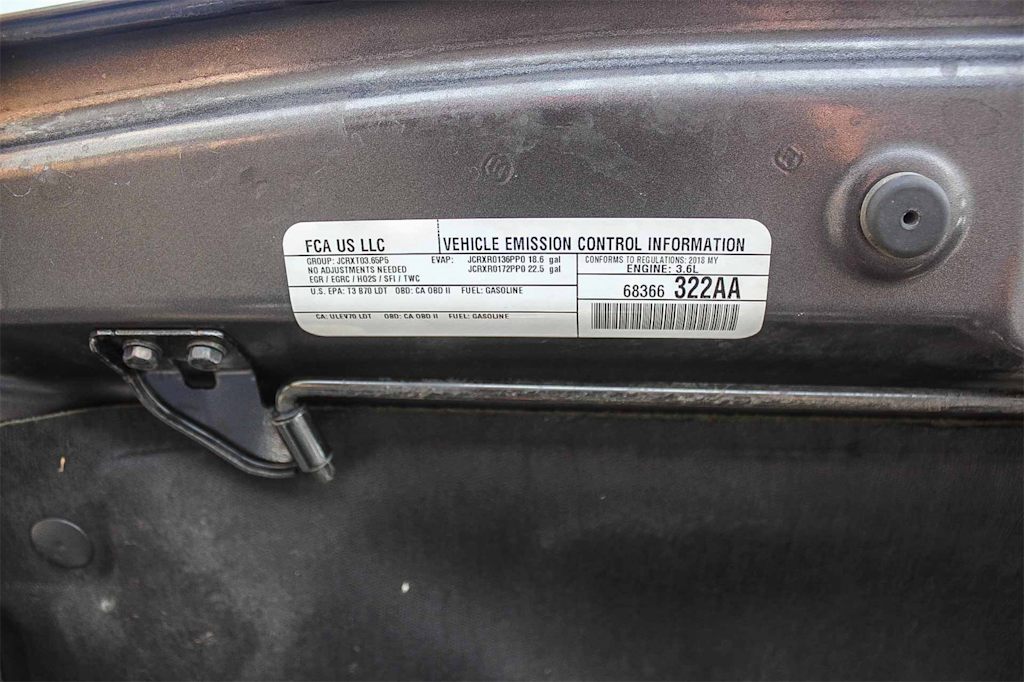 FCA US LLC
VEHICLE EMISSION CONTROL INFORMATION
GROUP: JCRXT03.65P5 EVAP: JCRXR0136PP0 18.6 gal
NO ADJUSTMENTS NEEDED JCRXR0172PP0 22.5 gal
EGR / EGRC / HO2S / SFI / TWC
U.S. EPA: T3 B70 LDT OBD: CA OBD II FUEL: GASOLINE
CA: ULEV70 LDT OBD: CA OBD II FUEL: GASOLINE
CONFORMS TO REGULATIONS: 2018 MY
ENGINE: 3.6L
68366 322AA